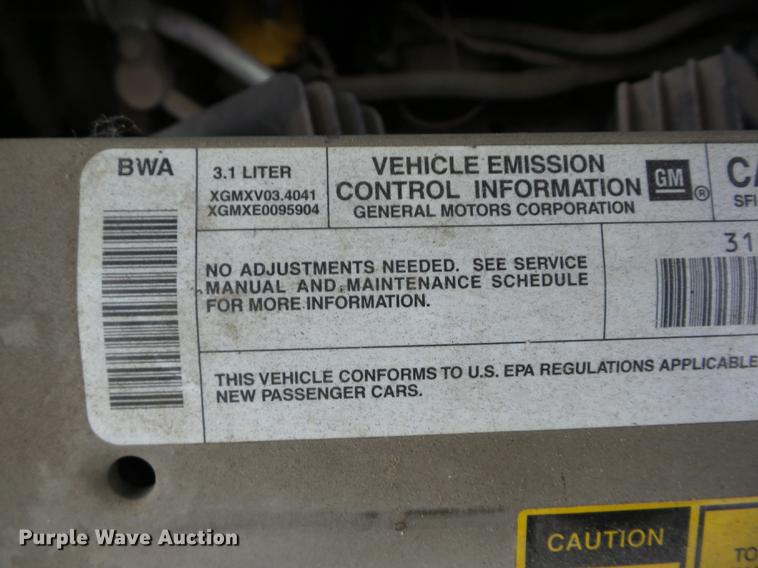 BWA
3.1 LITER
XGMXV03.4041
XGMXE0095904
VEHICLE EMISSION
CONTROL INFORMATION
GENERAL MOTORS CORPORATION
GM
®
NO ADJUSTMENTS NEEDED. SEE SERVICE
MANUAL AND MAINTENANCE SCHEDULE
FOR MORE INFORMATION.
31
THIS VEHICLE CONFORMS TO U.S. EPA REGULATIONS APPLICABLE
NEW PASSENGER CARS.
CAUTION
TO
Purple Wave Auction